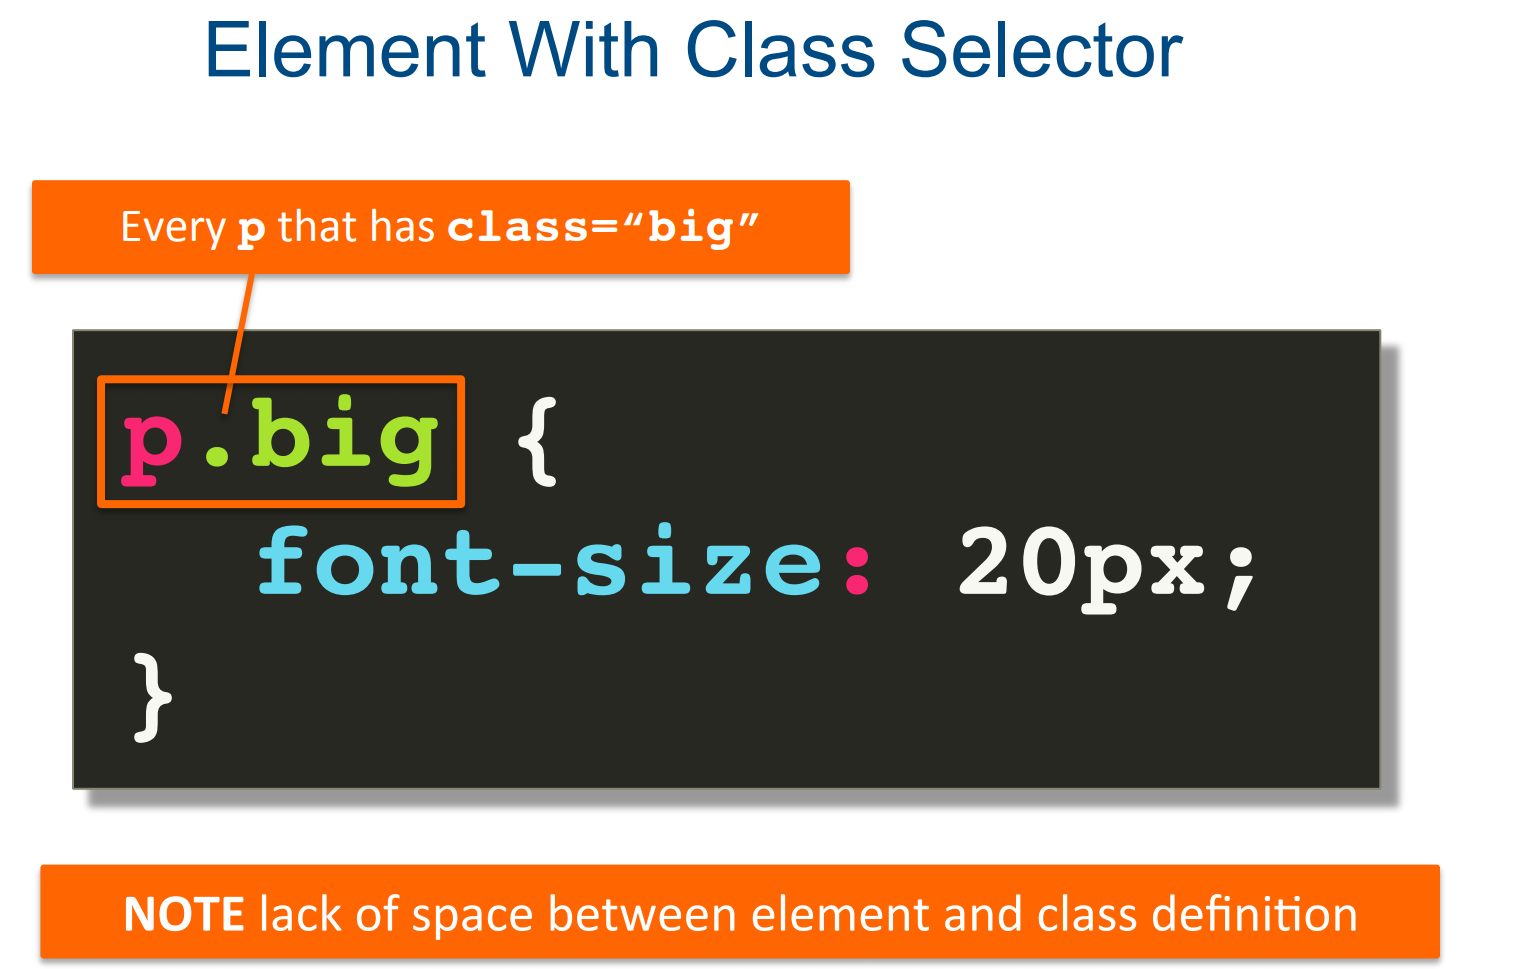 Element With Class Selector
Every p that has class=“big”
p.big {
font-size: 20px;
}
NOTE lack of space between element and class definition